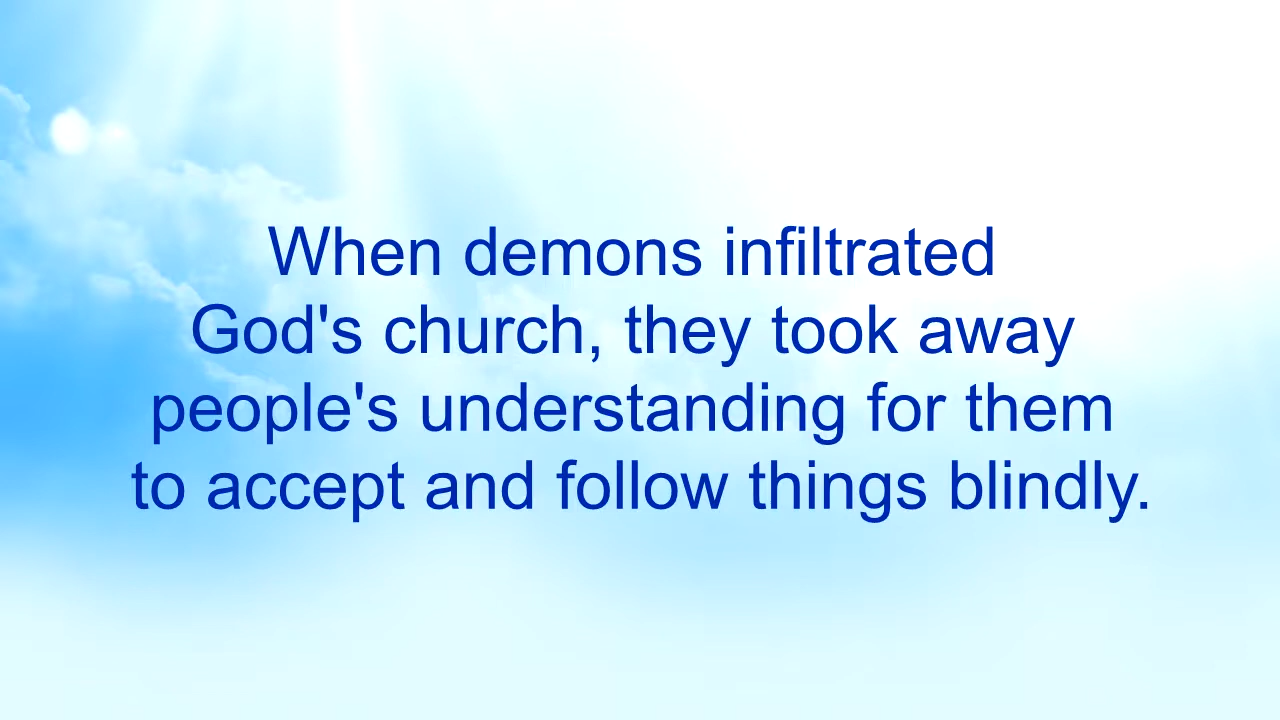 When demons infiltrated
God's church, they took away
people's understanding for them
to accept and follow things blindly.